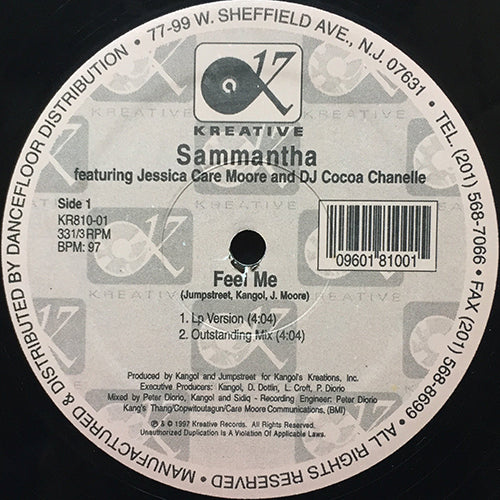 MANUFACTURED & DISTRIBUTED BY DANCEFLOOR DISTRIBUTION • 77-99 W. SHEFFIELD AVE., N.J. 07631 • TEL. (201) 568-7066 • FAX (201) 568-8699 • ALL RIGHTS RESERVED •
17
KREATIVE
Sammantha
featuring Jessica Care Moore and DJ Cocoa Chanelle
Side 1
KR810-01
331/3 RPM
BPM: 97
09601 81001
Feel Me
(Jumpstreet, Kangol, J. Moore)
1. Lp Version (4:04)
2. Outstanding Mix (4:04)
Produced by Kangol and Jumpstreet for Kangol's Kreations, Inc.
Executive Producers: Kangol, D. Dottin, L. Croft, P. Diorio
Mixed by Peter Diorio, Kangol and Sidiq - Recording Engineer: Peter Diorio
Kang's Thang/Copwitoutagun/Care Moore Communications, (BMI)
℗ & © 1997 Kreative Records. All Rights Reserved.
Unauthorized Duplication Is A Violation Of Applicable Laws.